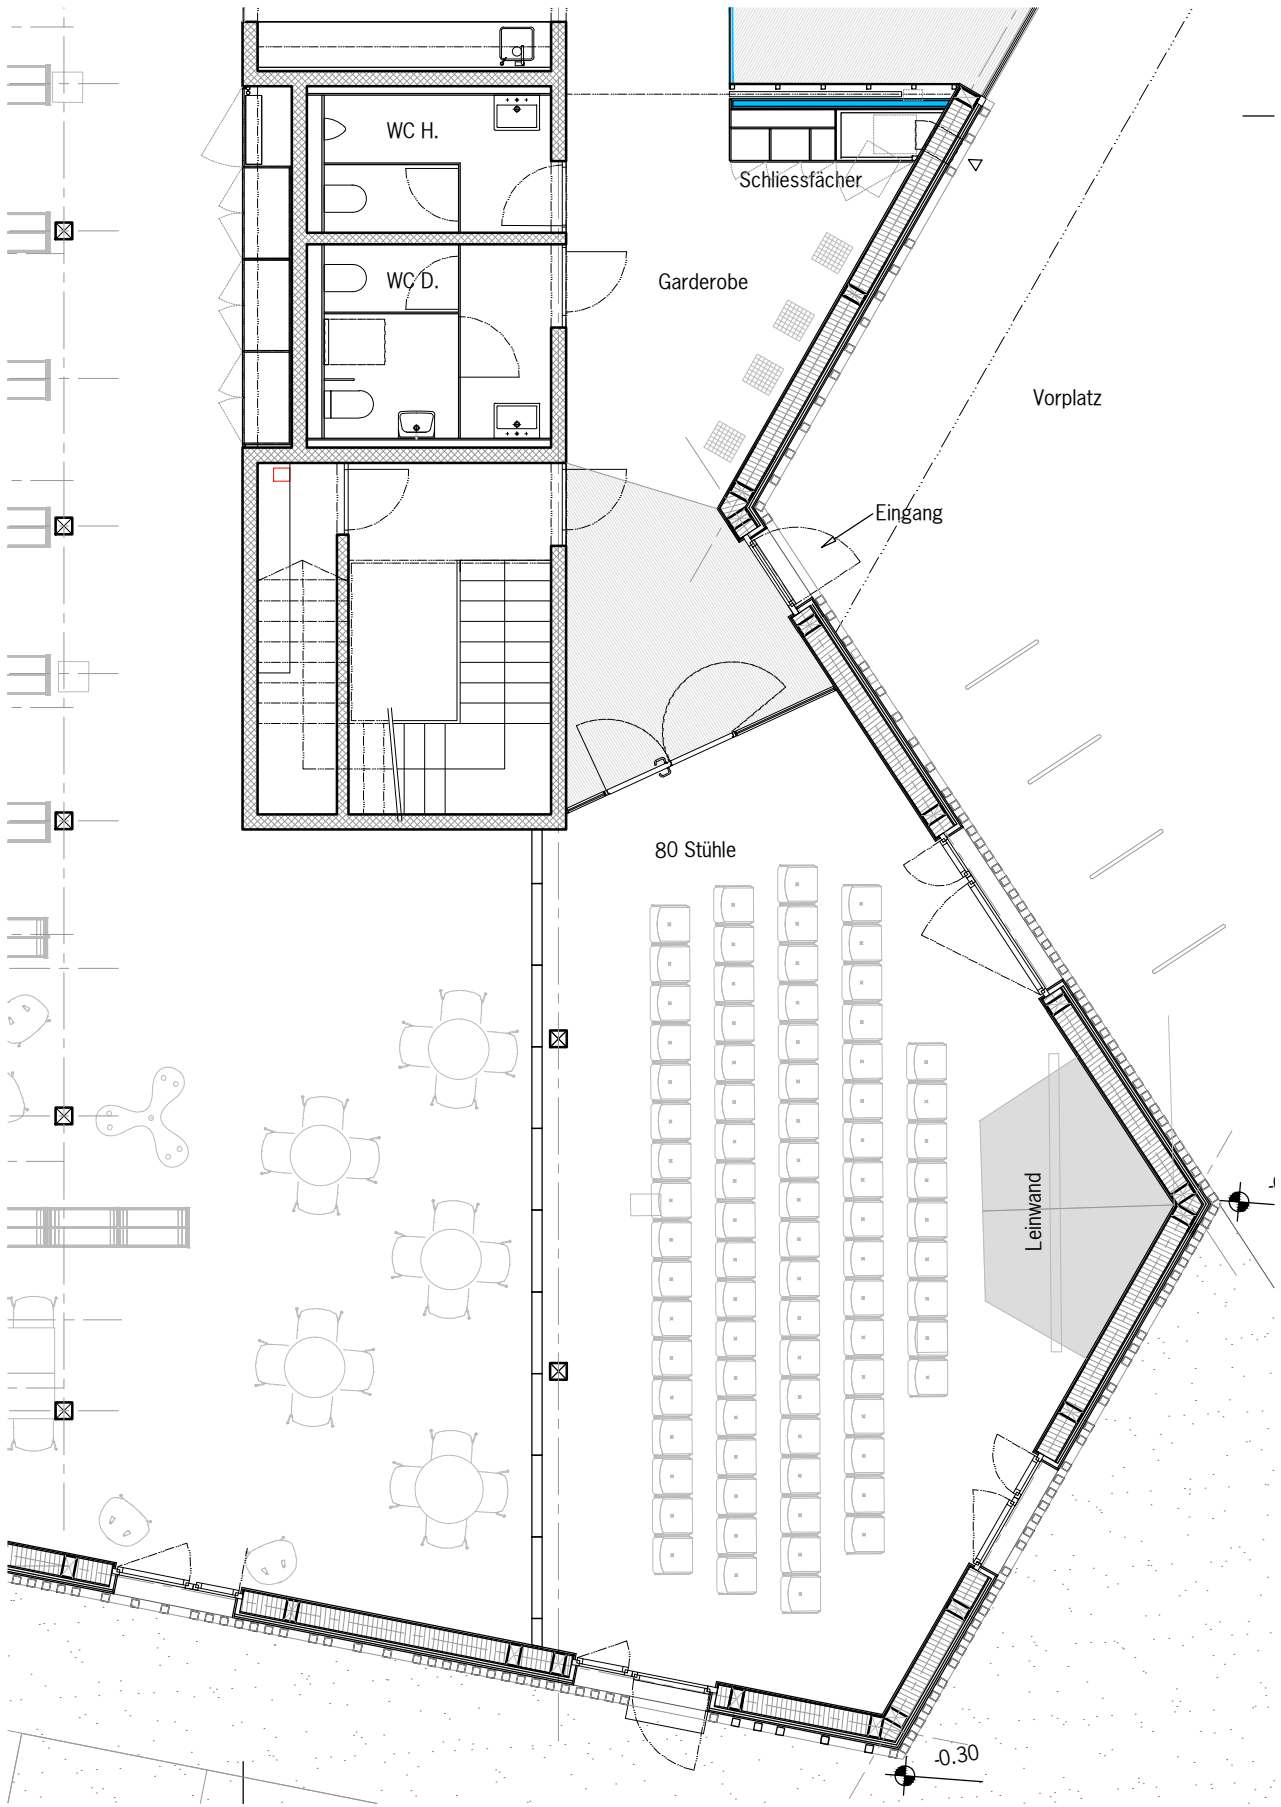 WC H.
Schliessfächer
WC D.
Garderobe
Vorplatz
Eingang
80 Stühle
Leinwand
-0.30